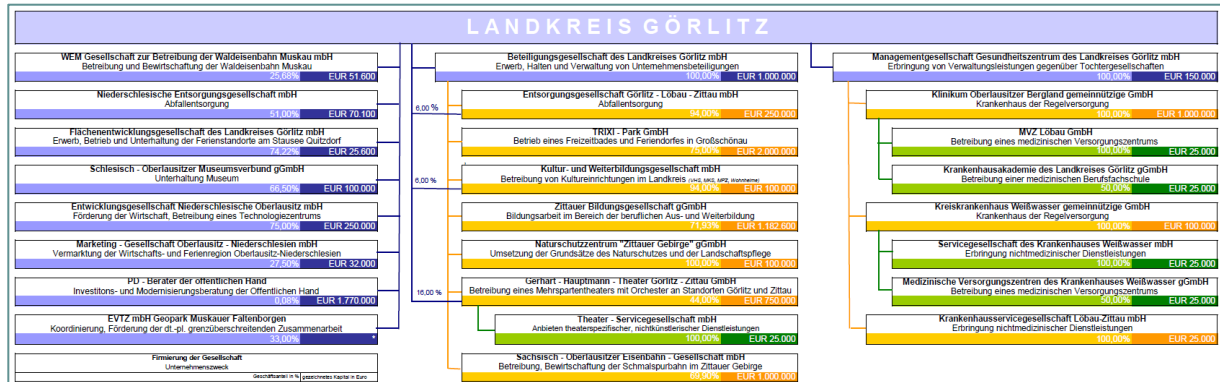 LANDKREIS GÖRLITZ
WEM Gesellschaft zur Betreibung der Waldeisenbahn Muskau mbH
Betreibung und Bewirtschaftung der Waldeisenbahn Muskau
25,68% EUR 51.600
Niederschlesische Entsorgungsgesellschaft mbH
Abfallentsorgung
51,00% EUR 70.100
Flächenentwicklungsgesellschaft des Landkreises Görlitz mbH
Erwerb, Betrieb und Unterhaltung der Ferienstandorte am Stausee Quitzdorf
74,22% EUR 25.600
Schlesisch - Oberlausitzer Museumsverbund gGmbH
Unterhaltung Museum
66,50% EUR 100.000
Entwicklungsgesellschaft Niederschlesische Oberlausitz mbH
Förderung der Wirtschaft, Betreibung eines Technologiezentrums
75,00% EUR 250.000
Marketing - Gesellschaft Oberlausitz - Niederschlesien mbH
Vermarktung der Wirtschafts- und Ferienregion Oberlausitz-Niederschlesien
27,50% EUR 32.000
PD - Berater der öffentlichen Hand
Investitons- und Modernisierungsberatung der Öffentlichen Hand
0,08% EUR 1.770.000
EVTZ mbH Geopark Muskauer Faltenborgen
Koordinierung, Förderung der dt.-pl. grenzüberschreitenden Zusammenarbeit
33,00% *
Firmierung der Gesellschaft
Unternehmenszweck
Geschäftsanteil in % gezeichnetes Kapital in Euro
Beteiligungsgesellschaft des Landkreises Görlitz mbH
Erwerb, Halten und Verwaltung von Unternehmensbeteiligungen
100,00% EUR 1.000.000
6,00 %
Entsorgungsgesellschaft Görlitz - Löbau - Zittau mbH
Abfallentsorgung
94,00% EUR 250.000
TRIXI - Park GmbH
Betrieb eines Freizeitbades und Feriendorfes in Großschönau
75,00% EUR 2.000.000
6,00 %
Kultur- und Weiterbildungsgesellschaft mbH
Betreibung von Kultureinrichtungen im Landkreis (VHS, MKS, MPZ, Wohnheime)
94,00% EUR 100.000
Zittauer Bildungsgesellschaft gGmbH
Bildungsarbeit im Bereich der beruflichen Aus- und Weiterbildung
71,93% EUR 1.182.600
Naturschutzzentrum "Zittauer Gebirge" gGmbH
Umsetzung der Grundsätze des Naturschutzes und der Landschaftspflege
100,00% EUR 100.000
16,00 %
Gerhart - Hauptmann - Theater Görlitz - Zittau GmbH
Betreibung eines Mehrspartentheaters mit Orchester an Standorten Görlitz und Zittau
44,00% EUR 750.000
Theater - Servicegesellschaft mbH
Anbieten theaterspezifischer, nichtkünstlerischer Dienstleistungen
100,00% EUR 25.000
Sächsisch - Oberlausitzer Eisenbahn - Gesellschaft mbH
Betreibung, Bewirtschaftung der Schmalspurbahn im Zittauer Gebirge
69,90% EUR 1.000.000
Managementgesellschaft Gesundheitszentrum des Landkreises Görlitz mbH
Erbringung von Verwaltungsleistungen gegenüber Tochtergesellschaften
100,00% EUR 150.000
Klinikum Oberlausitzer Bergland gemeinnützige GmbH
Krankenhaus der Regelversorgung
100,00% EUR 1.000.000
MVZ Löbau GmbH
Betreibung eines medizinischen Versorgungszentrums
100,00% EUR 25.000
Krankenhausakademie des Landkreises Görlitz gGmbH
Betreibung einer medizinischen Berufsfachschule
50,00% EUR 25.000
Kreiskrankenhaus Weißwasser gemeinnützige GmbH
Krankenhaus der Regelversorgung
100,00% EUR 100.000
Servicegesellschaft des Krankenhauses Weißwasser mbH
Erbringung nichtmedizinischer Dienstleistungen
100,00% EUR 25.000
Medizinische Versorgungszentren des Krankenhauses Weißwasser gGmbH
Betreibung eines medizinischen Versorgungszentrums
50,00% EUR 25.000
Krankenhausservicegesellschaft Löbau-Zittau mbH
Erbringung nichtmedizinischer Dienstleistungen
100,00% EUR 25.000